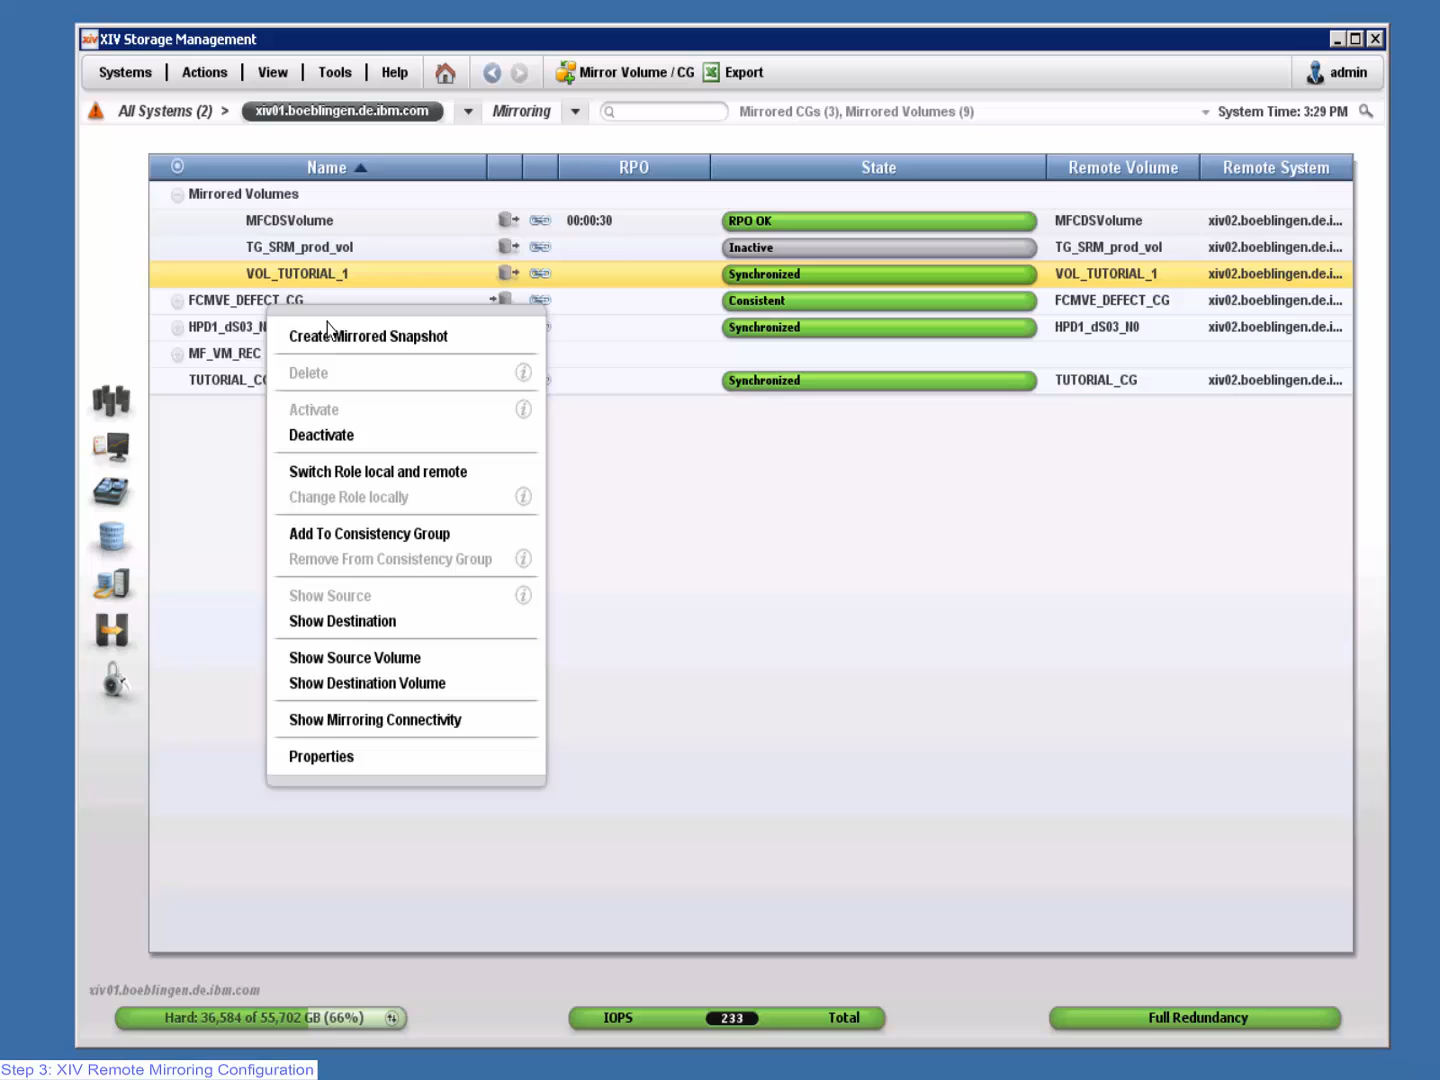 XIV Storage Management
Systems Actions View Tools Help Mirror Volume / CG Export admin
All Systems (2) > xiv01.boeblingen.de.ibm.com Mirroring Mirrored CGs (3), Mirrored Volumes (9) System Time: 3:29 PM
Name RPO State Remote Volume Remote System
Mirrored Volumes
MFCDSVolume 00:00:30 RPO OK MFCDSVolume xiv02.boeblingen.de.i...
TG_SRM_prod_vol Inactive TG_SRM_prod_vol xiv02.boeblingen.de.i...
VOL_TUTORIAL_1 Synchronized VOL_TUTORIAL_1 xiv02.boeblingen.de.i...
FCMVE_DEFECT_CG Consistent FCMVE_DEFECT_CG xiv02.boeblingen.de.i...
HPD1_dS03_N Synchronized HPD1_dS03_N0 xiv02.boeblingen.de.i...
MF_VM_REC
TUTORIAL_CG Synchronized TUTORIAL_CG xiv02.boeblingen.de.i...
Create Mirrored Snapshot
Delete
Activate
Deactivate
Switch Role local and remote
Change Role locally
Add To Consistency Group
Remove From Consistency Group
Show Source
Show Destination
Show Source Volume
Show Destination Volume
Show Mirroring Connectivity
Properties
xiv01.boeblingen.de.ibm.com
Hard: 36,584 of 55,702 GB (66%) IOPS 233 Total Full Redundancy
Step 3: XIV Remote Mirroring Configuration